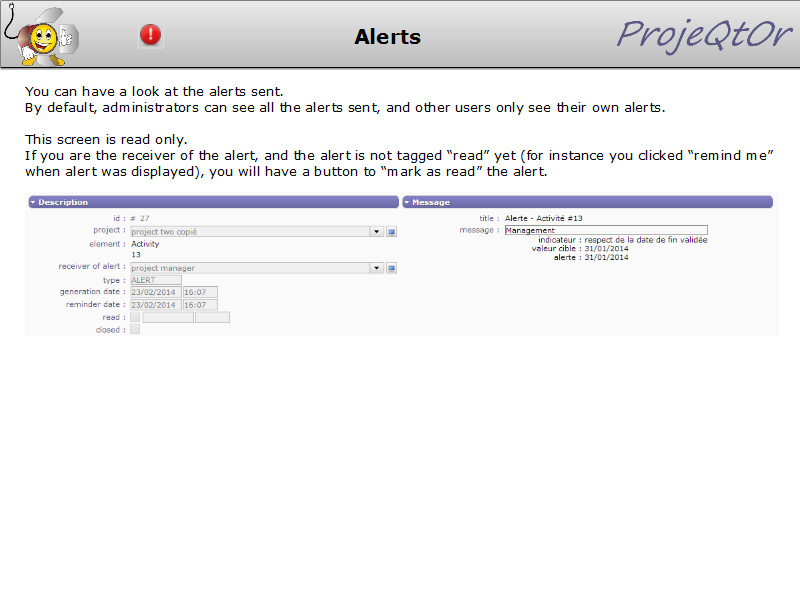 Alerts
ProjeQtOr
You can have a look at the alerts sent.
By default, administrators can see all the alerts sent, and other users only see their own alerts.
This screen is read only.
If you are the receiver of the alert, and the alert is not tagged “read” yet (for instance you clicked “remind me”
when alert was displayed), you will have a button to “mark as read” the alert.
Description
id : # 27
project : project two copié
element : Activity
13
receiver of alert : project manager
type : ALERT
generation date : 23/02/2014 16:07
reminder date : 23/02/2014 16:07
read :
closed :
Message
title : Alerte - Activité #13
message : Management
indicateur : respect de la date de fin validée
valeur cible : 31/01/2014
alerte : 31/01/2014